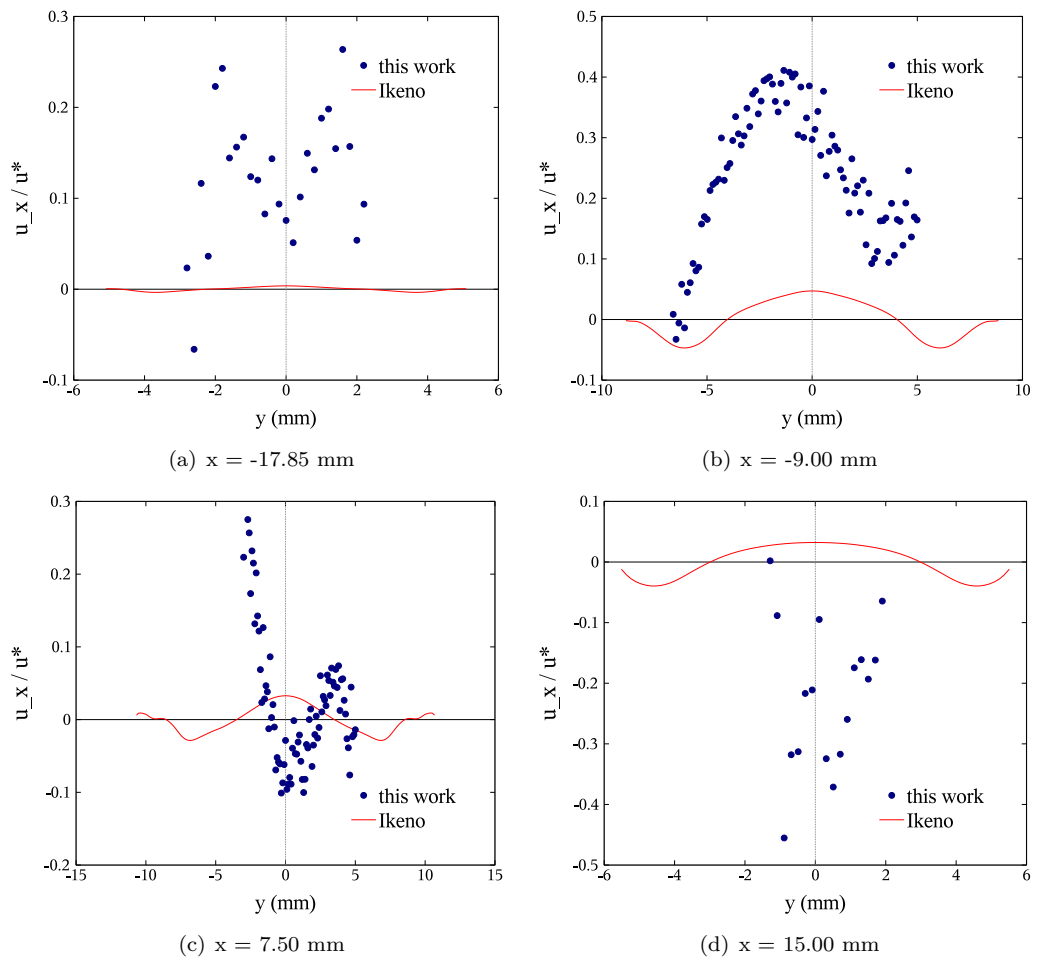 0.3
0.2
0.1
0
-0.1
u_x / u*
-6
-4
-2
0
2
4
6
y (mm)
this work
Ikeno
(a) x = -17.85 mm
0.5
0.4
0.3
0.2
0.1
0
-0.1
u_x / u*
-10
-5
0
5
10
y (mm)
this work
Ikeno
(b) x = -9.00 mm
0.3
0.2
0.1
0
-0.1
-0.2
u_x / u*
-15
-10
-5
0
5
10
15
y (mm)
this work
Ikeno
(c) x = 7.50 mm
0.1
0
-0.1
-0.2
-0.3
-0.4
-0.5
u_x / u*
-6
-4
-2
0
2
4
6
y (mm)
this work
Ikeno
(d) x = 15.00 mm